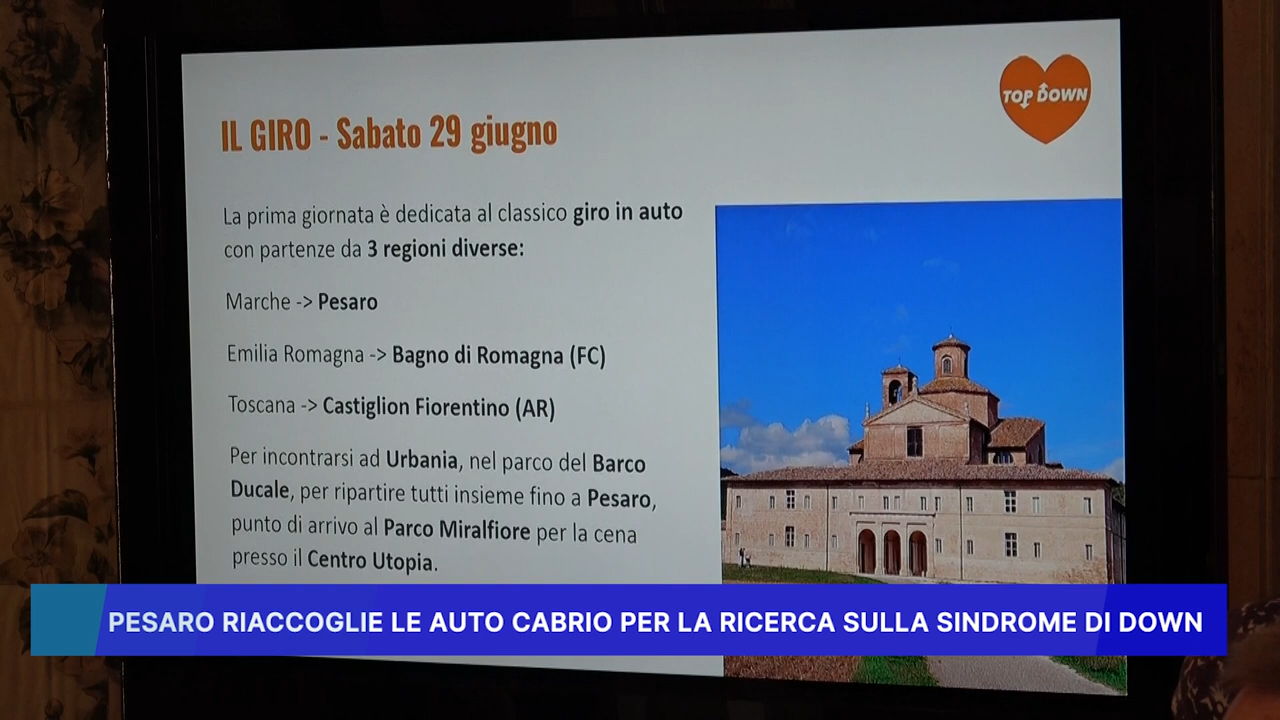 TOP DOWN
IL GIRO - Sabato 29 giugno
La prima giornata è dedicata al classico giro in auto
con partenze da 3 regioni diverse:
Marche -> Pesaro
Emilia Romagna -> Bagno di Romagna (FC)
Toscana -> Castiglion Fiorentino (AR)
Per incontrarsi ad Urbania, nel parco del Barco
Ducale, per ripartire tutti insieme fino a Pesaro,
punto di arrivo al Parco Miralfiore per la cena
presso il Centro Utopia.
PESARO RIACCOGLIE LE AUTO CABRIO PER LA RICERCA SULLA SINDROME DI DOWN